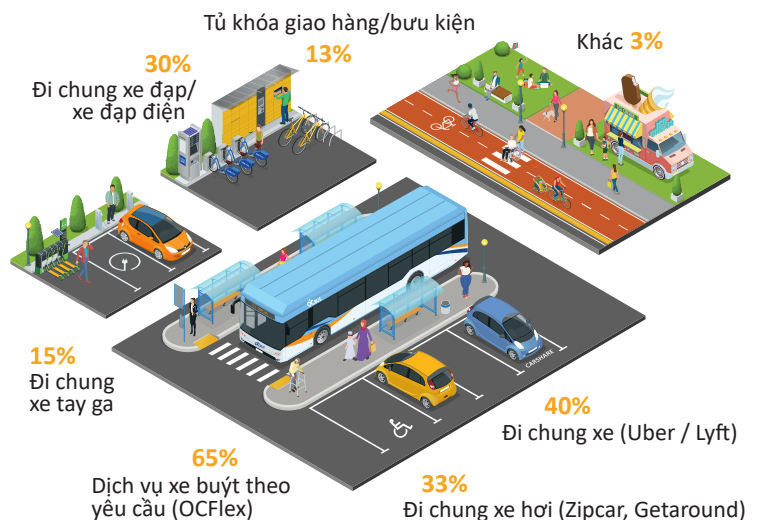 Tủ khóa giao hàng/bưu kiện
13%
30%
Đi chung xe đạp/
xe đạp điện
Khác 3%
15%
Đi chung
xe tay ga
CARSHARE
40%
Đi chung xe (Uber / Lyft)
65%
Dịch vụ xe buýt theo
yêu cầu (OCFlex)
33%
Đi chung xe hơi (Zipcar, Getaround)